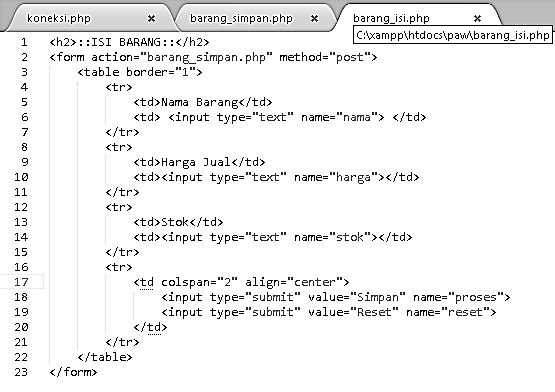 koneksi.php × barang_simpan.php × barang_isi.php ×
C:\xampp\htdocs\paw\barang_isi.php
1 <h2>::ISI BARANG::</h2>
2 <form action="barang_simpan.php" method="post">
3 <table border="1">
4 <tr>
5 <td>Nama Barang</td>
6 <td> <input type="text" name="nama"> </td>
7 </tr>
8 <tr>
9 <td>Harga Jual</td>
10 <td><input type="text" name="harga"></td>
11 </tr>
12 <tr>
13 <td>Stok</td>
14 <td><input type="text" name="stok"></td>
15 </tr>
16 <tr>
17 <td colspan="2" align="center">
18 <input type="submit" value="Simpan" name="proses">
19 <input type="submit" value="Reset" name="reset">
20 </td>
21 </tr>
22 </table>
23 </form>